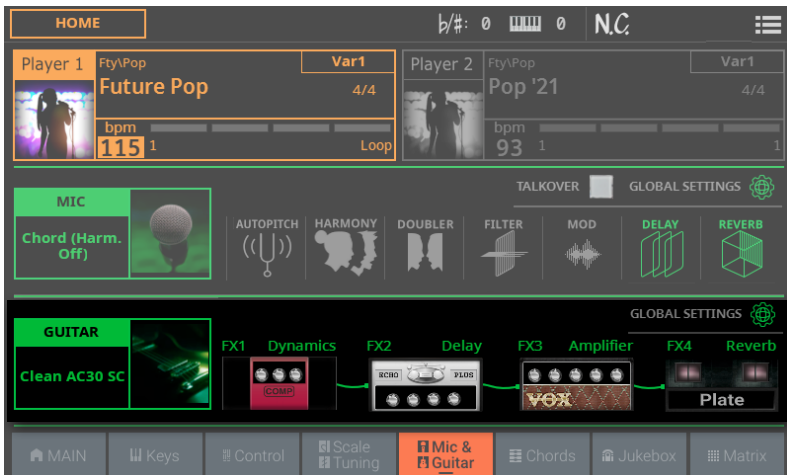 HOME
b/#: 0
0
N.C.
Player 1
Fty\Pop
Var1
Future Pop
4/4
bpm
115
1
Loop
Player 2
Fty\Pop
Var1
Pop '21
4/4
bpm
93
1
1
TALKOVER
GLOBAL SETTINGS
MIC
Chord (Harm.
Off)
AUTOPITCH
HARMONY
DOUBLER
FILTER
MOD
DELAY
REVERB
GLOBAL SETTINGS
GUITAR
Clean AC30 SC
FX1 Dynamics
FX2 Delay
FX3 Amplifier
FX4 Reverb
COMP
ECHO PLUS
VOX
Plate
MAIN
Keys
Control
Scale
Tuning
Mic &
Guitar
Chords
Jukebox
Matrix